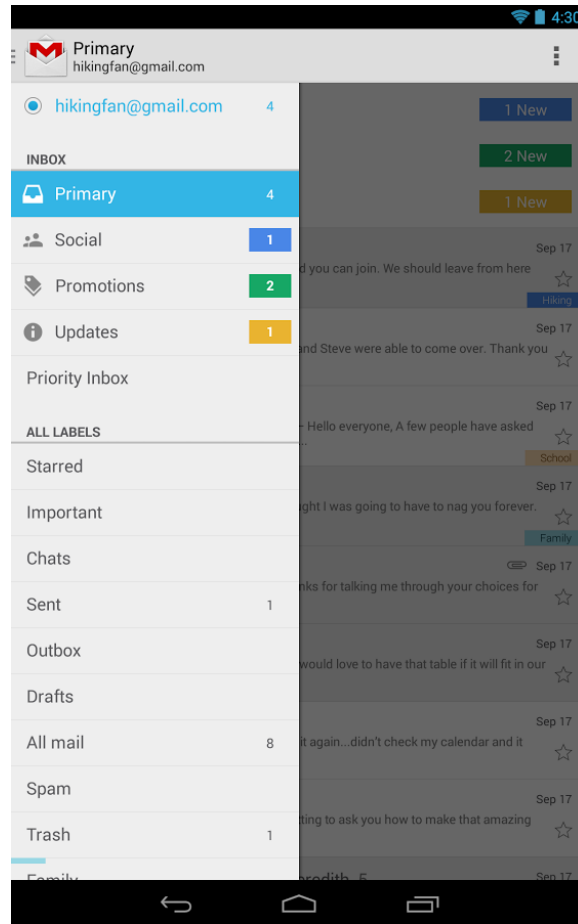 4:30
Primary
hikingfan@gmail.com
hikingfan@gmail.com 4
INBOX
Primary 4
Social 1
Promotions 2
Updates 1
Priority Inbox
ALL LABELS
Starred
Important
Chats
Sent 1
Outbox
Drafts
All mail 8
Spam
Trash 1
Family
1 New
2 New
1 New
Sep 17
you can join. We should leave from here
Hiking
Sep 17
and Steve were able to come over. Thank you
Sep 17
- Hello everyone, A few people have asked
...
School
Sep 17
I was going to have to nag you forever.
Family
Sep 17
for talking me through your choices for
Sep 17
would love to have that table if it will fit in our
Sep 17
it again...didn't check my calendar and it
Sep 17
to ask you how to make that amazing
Sep 17